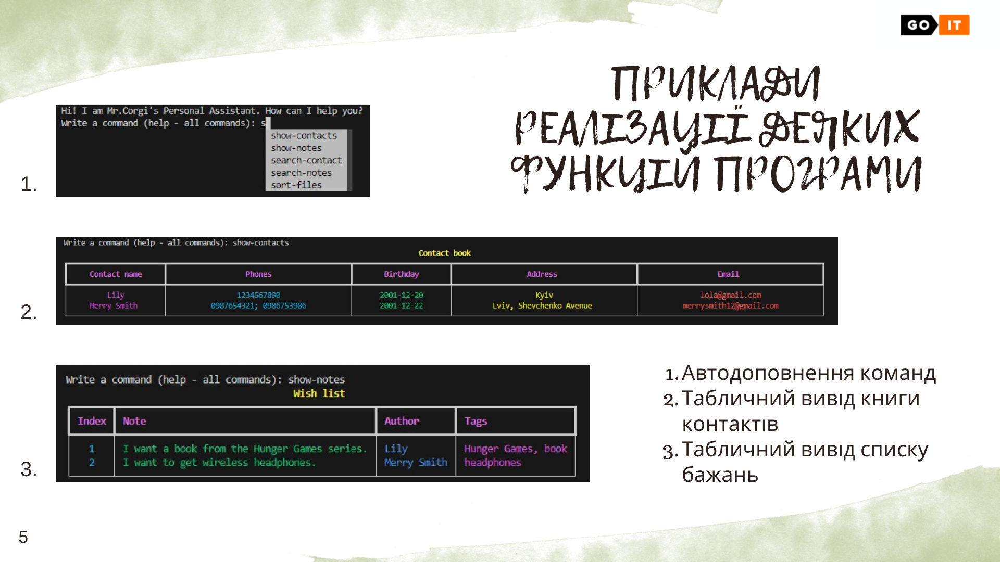 GO IT
ПРИКЛАДИ
РЕАЛІЗАЦІЇ ДЕЯКИХ
ФУНКЦІЙ ПРОГРАМИ
1.
Hi! I am Mr.Corgi's Personal Assistant. How can I help you?
Write a command (help - all commands): s
show-contacts
show-notes
search-contact
search-notes
sort-files
2.
Write a command (help - all commands): show-contacts
Contact book
Contact name Phones Birthday Address Email
Lily 1234567890 2001-12-20 Kyiv lola@gmail.com
Merry Smith 0987654321; 0986753986 2001-12-22 Lviv, Shevchenko Avenue merrysmith12@gmail.com
3.
Write a command (help - all commands): show-notes
Wish list
Index Note Author Tags
1 I want a book from the Hunger Games series. Lily Hunger Games, book
2 I want to get wireless headphones. Merry Smith headphones
1. Автодоповнення команд
2. Табличний вивід книги
контактів
3. Табличний вивід списку
бажань
5